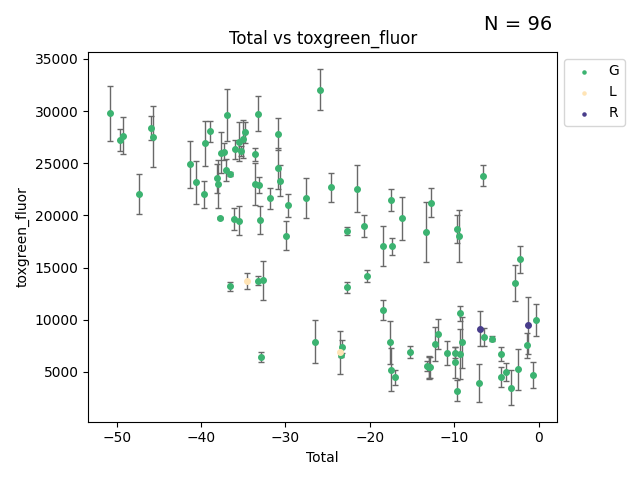 N = 96
Total vs toxgreen_fluor
35000
30000
25000
20000
15000
10000
5000
toxgreen_fluor
−50
−40
−30
−20
−10
0
Total
G
L
R